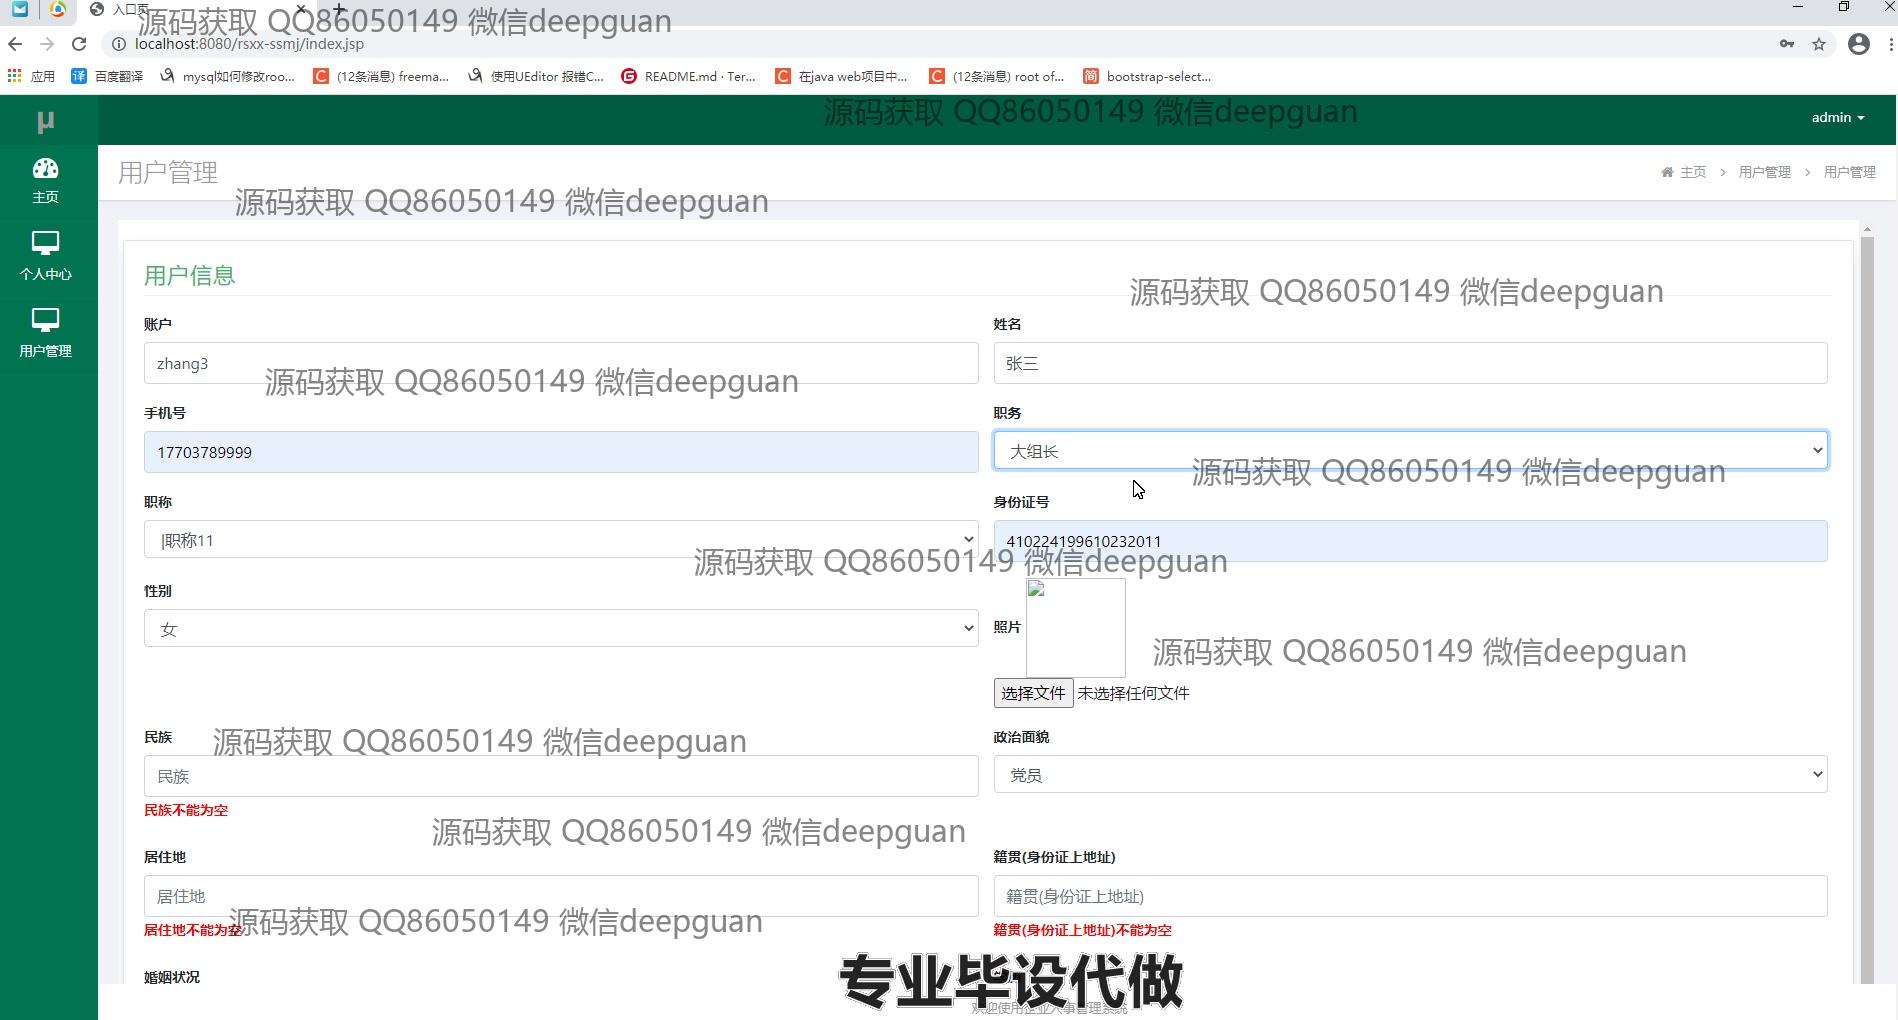 入口页
源码获取 QQ86050149 微信deepguan
localhost:8080/rsxx-ssmj/index.jsp
应用
译 百度翻译
mysql如何修改roo...
C (12条消息) freema...
使用UEditor 报错C...
G README.md · Ter...
C 在java web项目中...
C (12条消息) root of...
简 bootstrap-select...
源码获取 QQ86050149 微信deepguan
μ
admin
主页
用户管理
主页 > 用户管理 > 用户管理
源码获取 QQ86050149 微信deepguan
个人中心
用户信息
源码获取 QQ86050149 微信deepguan
用户管理
账户
姓名
zhang3
张三
源码获取 QQ86050149 微信deepguan
手机号
职务
17703789999
大组长
源码获取 QQ86050149 微信deepguan
职称
身份证号
|职称11
410224199610232011
源码获取 QQ86050149 微信deepguan
性别
女
照片
源码获取 QQ86050149 微信deepguan
选择文件 未选择任何文件
民族
政治面貌
源码获取 QQ86050149 微信deepguan
民族
党员
民族不能为空
源码获取 QQ86050149 微信deepguan
居住地
籍贯(身份证上地址)
居住地
籍贯(身份证上地址)
居住地不能为空
源码获取 QQ86050149 微信deepguan
籍贯(身份证上地址)不能为空
婚姻状况
专业毕设代做
欢迎使用企业人事管理系统